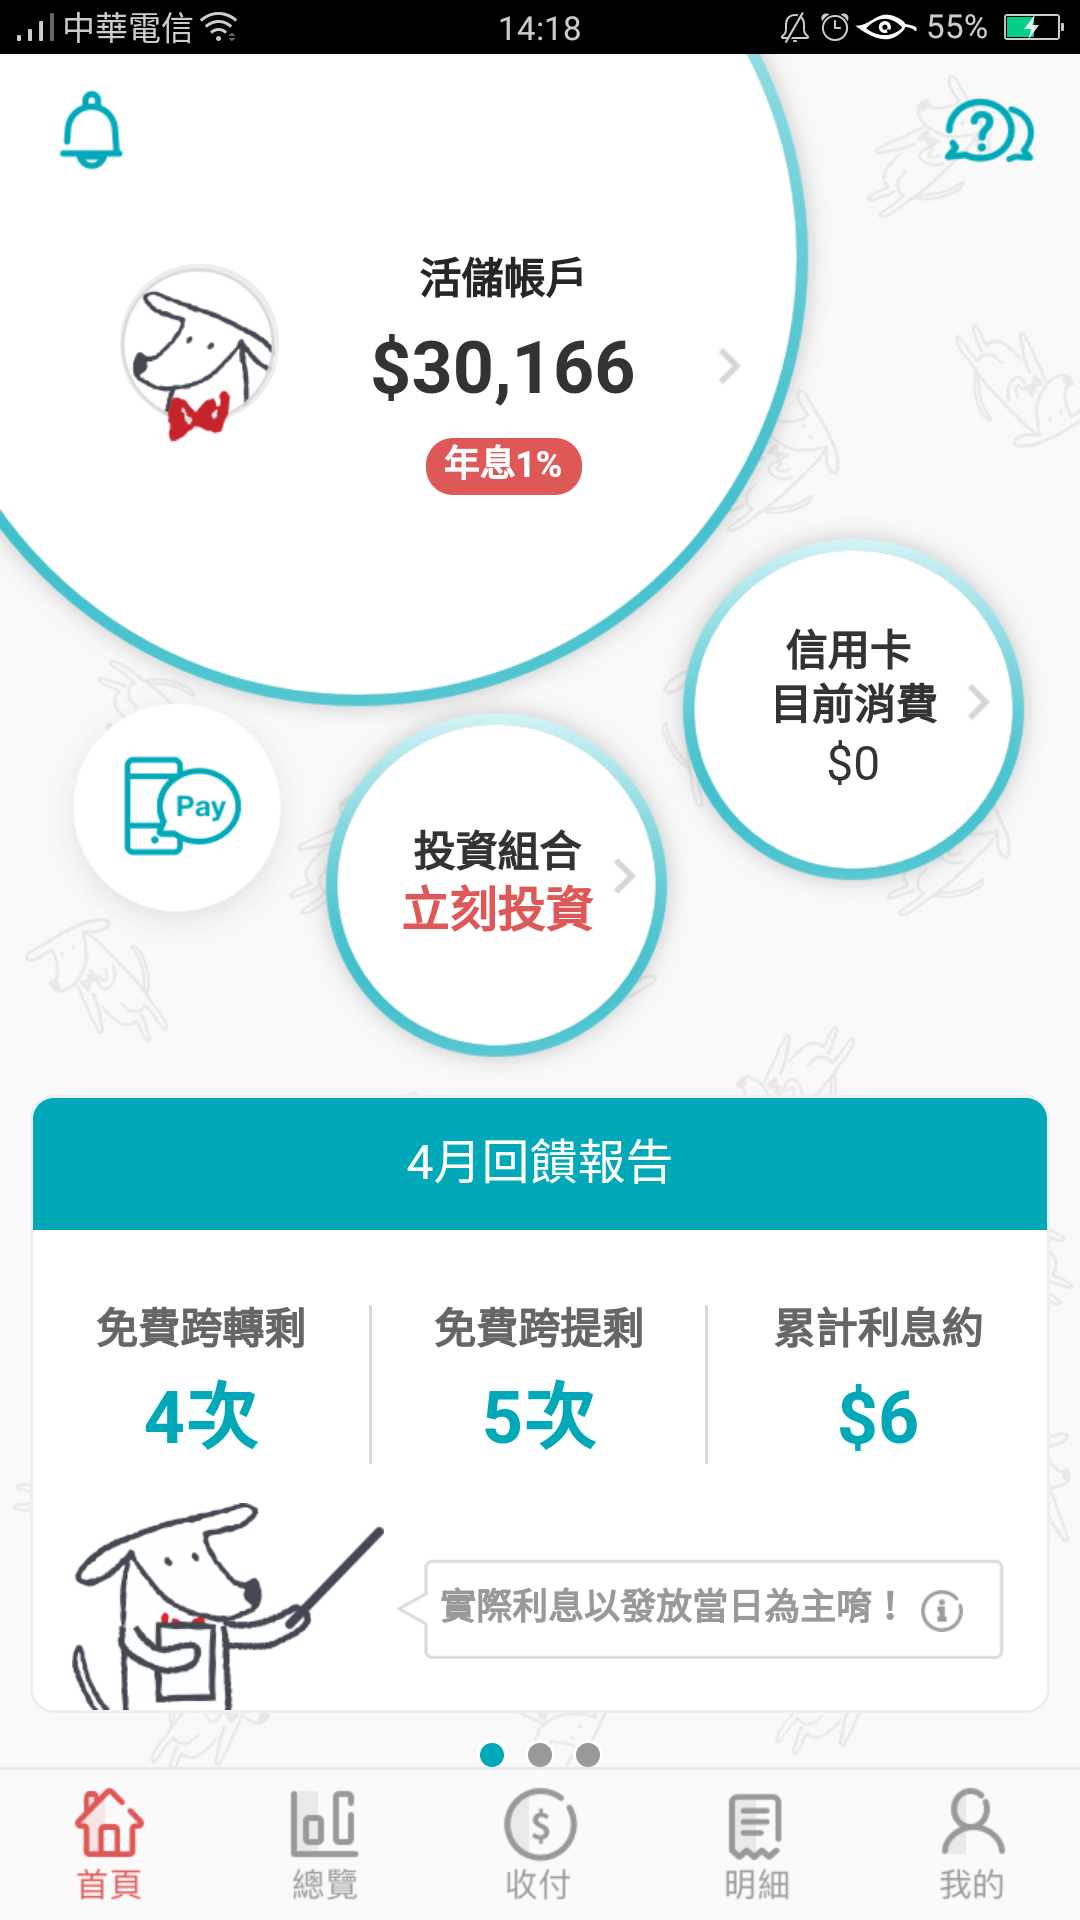 中華電信 14:18 55%
活儲帳戶
$30,166
年息1%
信用卡
目前消費
$0
Pay
投資組合
立刻投資
4月回饋報告
免費跨轉剩 免費跨提剩 累計利息約
4次 5次 $6
實際利息以發放當日為主唷！
首頁 總覽 收付 明細 我的